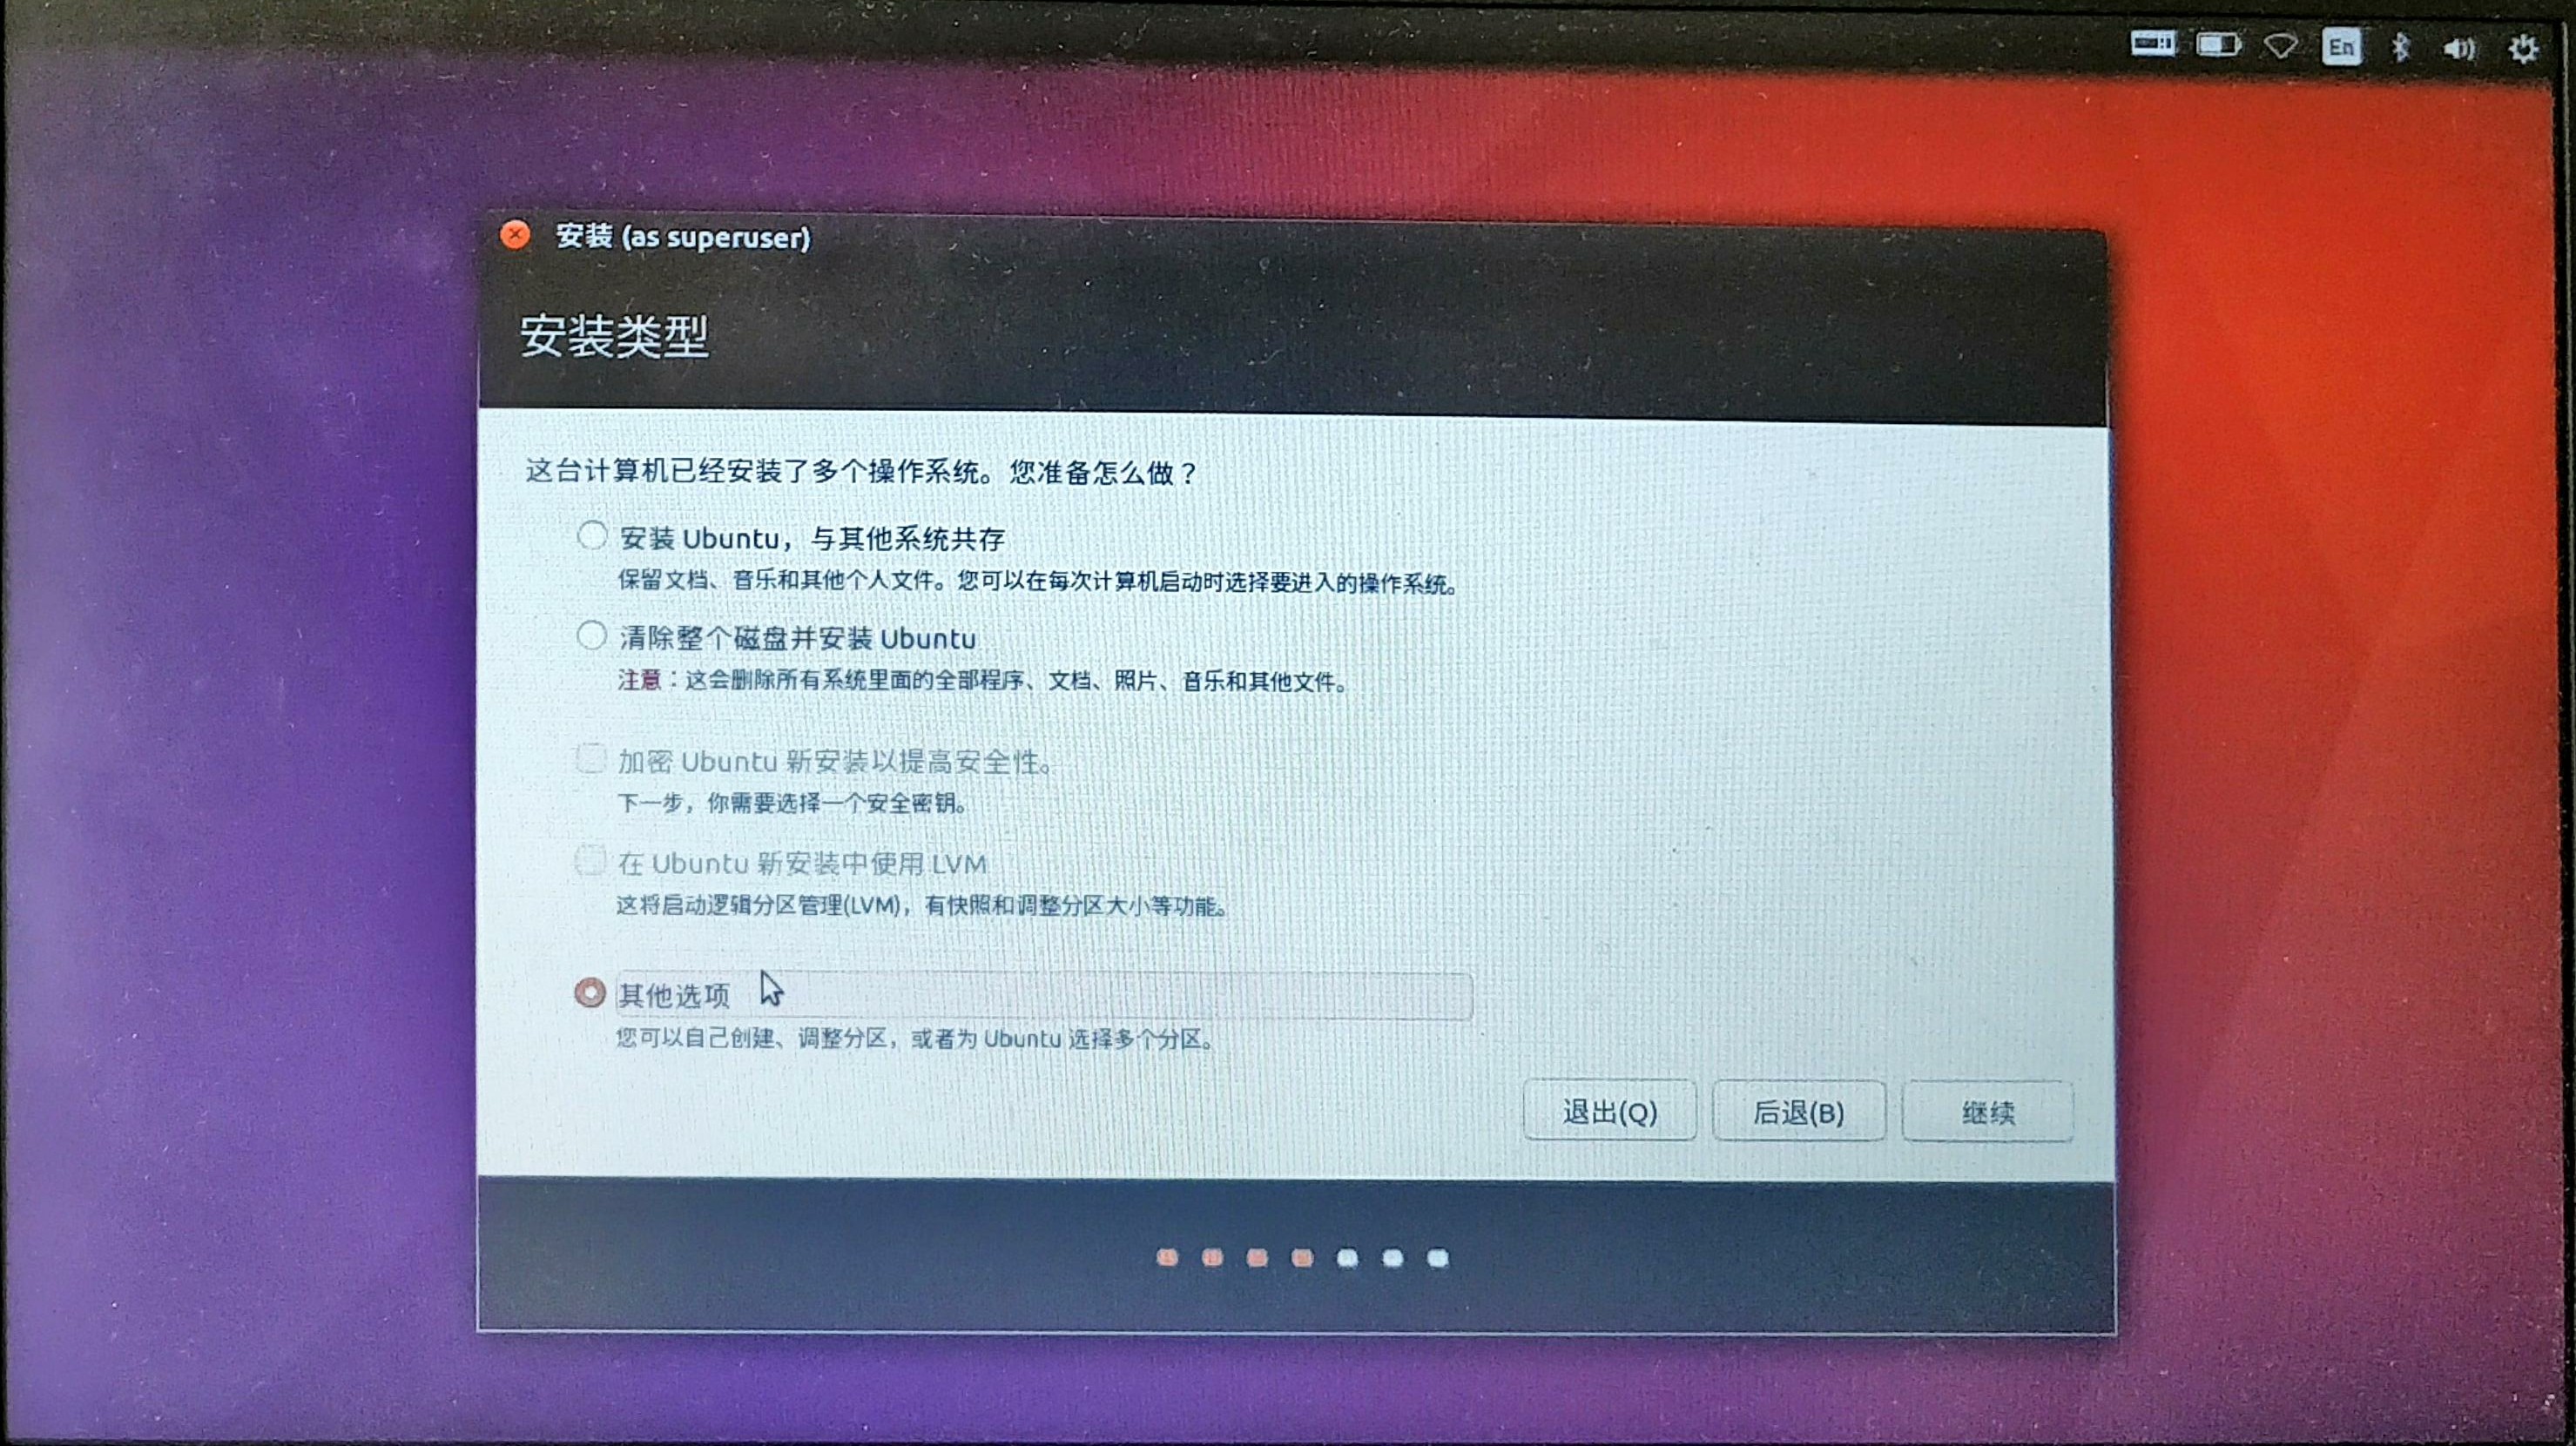 En
安装 (as superuser)
安装类型
这台计算机已经安装了多个操作系统。您准备怎么做？
安装 Ubuntu，与其他系统共存
保留文档、音乐和其他个人文件。您可以在每次计算机启动时选择要进入的操作系统。
清除整个磁盘并安装 Ubuntu
注意：这会删除所有系统里面的全部程序、文档、照片、音乐和其他文件。
加密 Ubuntu 新安装以提高安全性。
下一步，你需要选择一个安全密钥。
在 Ubuntu 新安装中使用 LVM
这将启动逻辑分区管理(LVM)，有快照和调整分区大小等功能。
其他选项
您可以自己创建、调整分区，或者为 Ubuntu 选择多个分区。
退出(Q) 后退(B) 继续